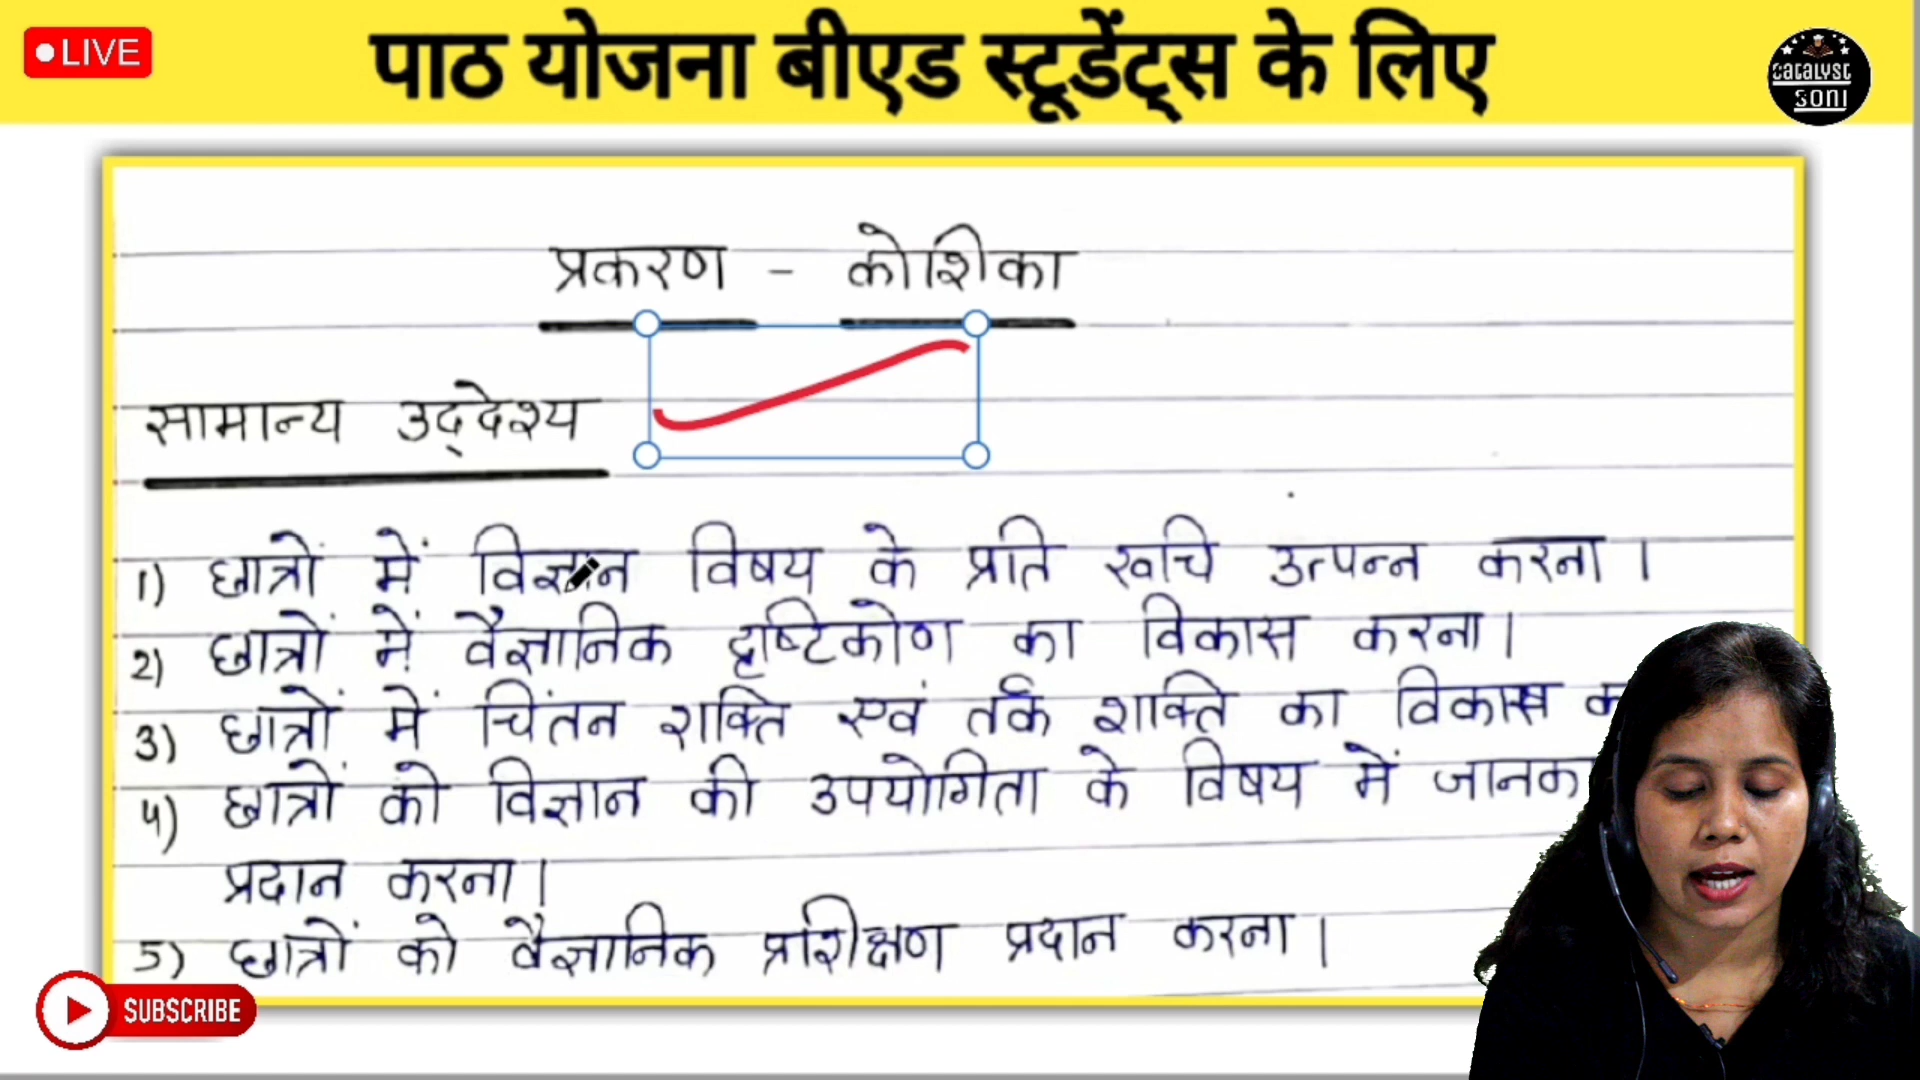 LIVE
पाठ योजना बीएड स्टूडेंट्स के लिए
CATALYST
SONI
प्रकरण - कोशिका
सामान्य उद्देश्य
1) छात्रों में विज्ञान विषय के प्रति रूचि उत्पन्न करना ।
2) छात्रों में वैज्ञानिक दृष्टिकोण का विकास करना ।
3) छात्रों में चिंतन शक्ति एवं तर्क शक्ति का विकास
4) छात्रों को विज्ञान की उपयोगिता के विषय में
प्रदान करना ।
5) छात्रों को वैज्ञानिक प्रशिक्षण प्रदान करना ।
SUBSCRIBE